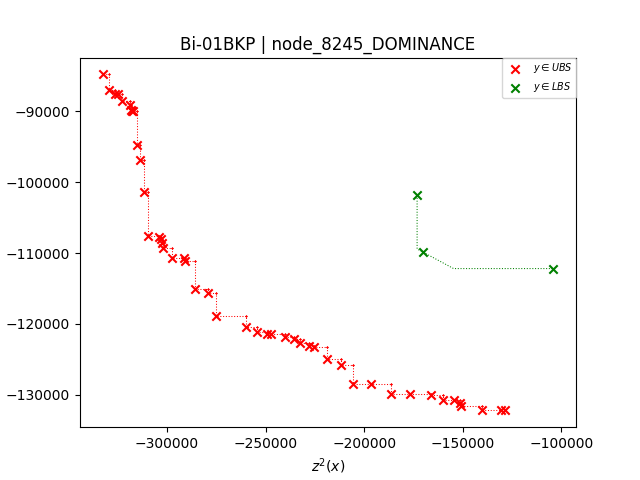 Bi-01BKP | node_8245_DOMINANCE
y ∈ UBS
y ∈ LBS
−90000
−100000
−110000
−120000
−130000
−300000 −250000 −200000 −150000 −100000
z²(x)